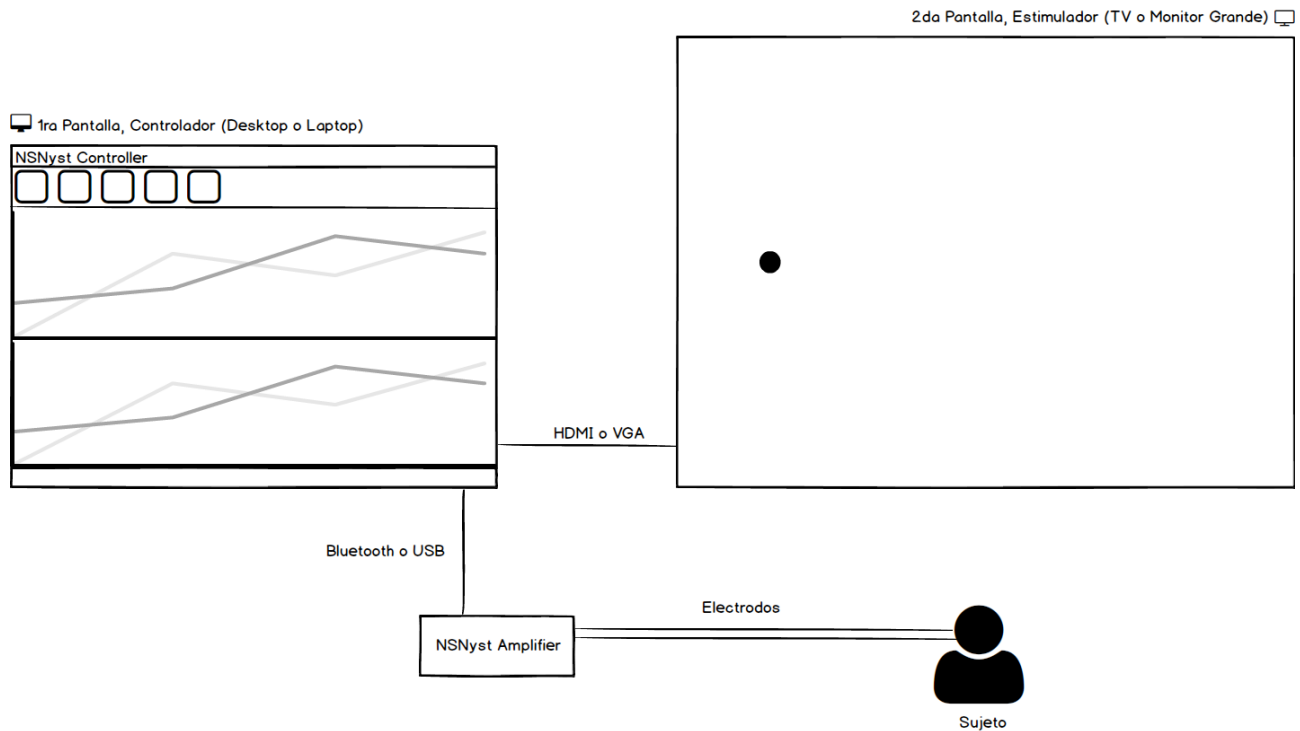 2da Pantalla, Estimulador (TV o Monitor Grande)
1ra Pantalla, Controlador (Desktop o Laptop)
NSNyst Controller
HDMI o VGA
Bluetooth o USB
Electrodos
NSNyst Amplifier
Sujeto